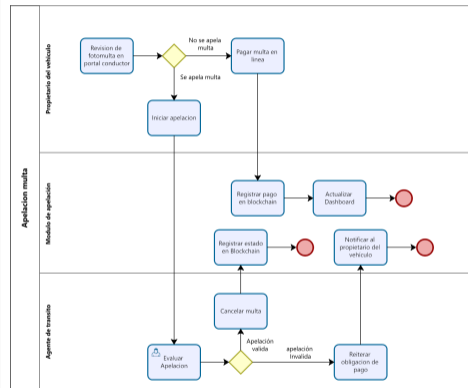 Apelacion multa
Propietario del vehículo
Revision de
fotomulta en
portal conductor
No se apela
multa
Pagar multa en
linea
Se apela multa
Iniciar apelacion
Modulo de apelación
Registrar pago
en blockchain
Actualizar
Dashboard
Registrar estado
en Blockchain
Notificar al
propietario del
vehículo
Agente de transito
Cancelar multa
Evaluar
Apelacion
Apelación
valida
apelación
Invalida
Reiterar
obligacion de
pago